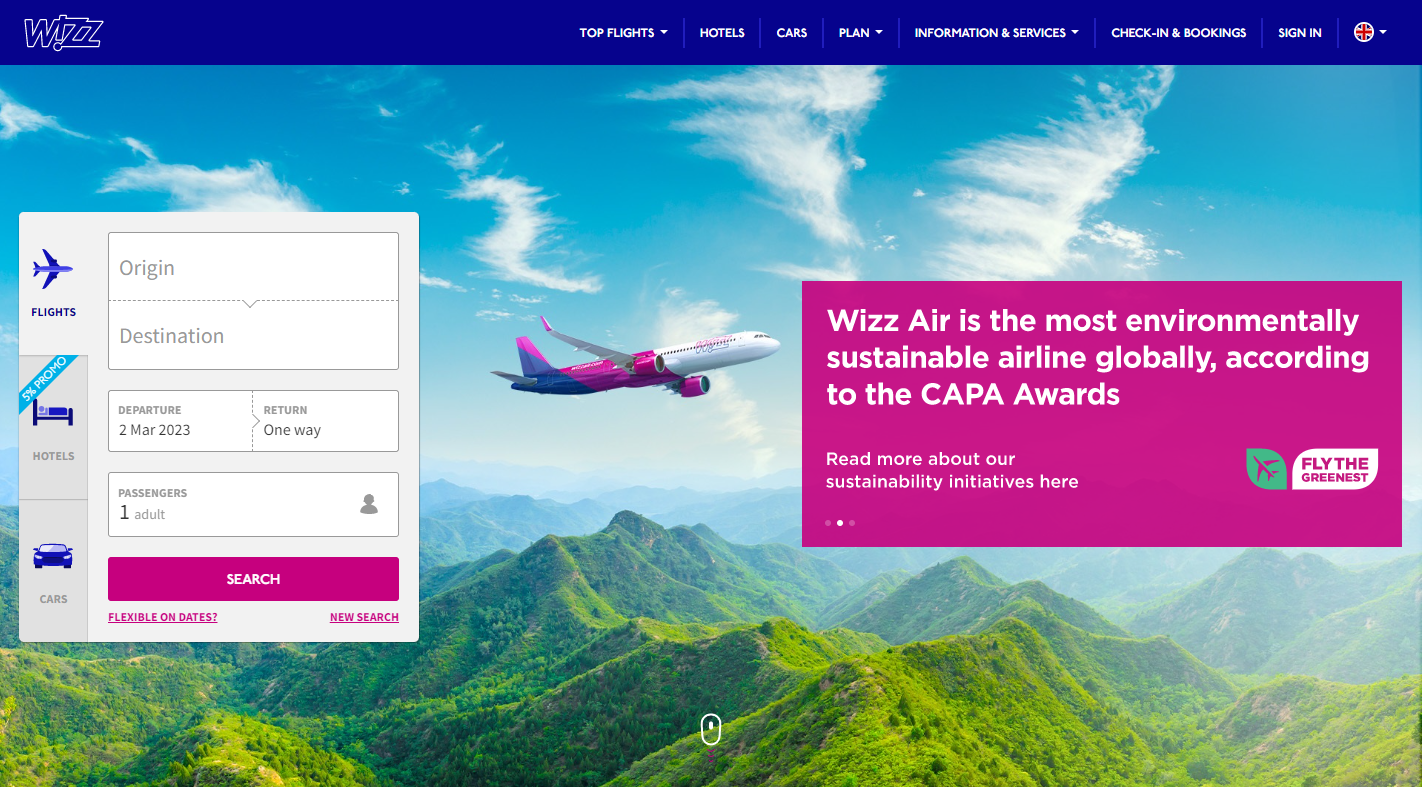 Wizz
TOP FLIGHTS
HOTELS
CARS
PLAN
INFORMATION & SERVICES
CHECK-IN & BOOKINGS
SIGN IN
FLIGHTS
5% PROMO
HOTELS
CARS
Origin
Destination
DEPARTURE
2 Mar 2023
RETURN
One way
PASSENGERS
1 adult
SEARCH
FLEXIBLE ON DATES?
NEW SEARCH
Wizz
Wizz Air is the most environmentally
sustainable airline globally, according
to the CAPA Awards
Read more about our
sustainability initiatives here
FLY THE
GREENEST